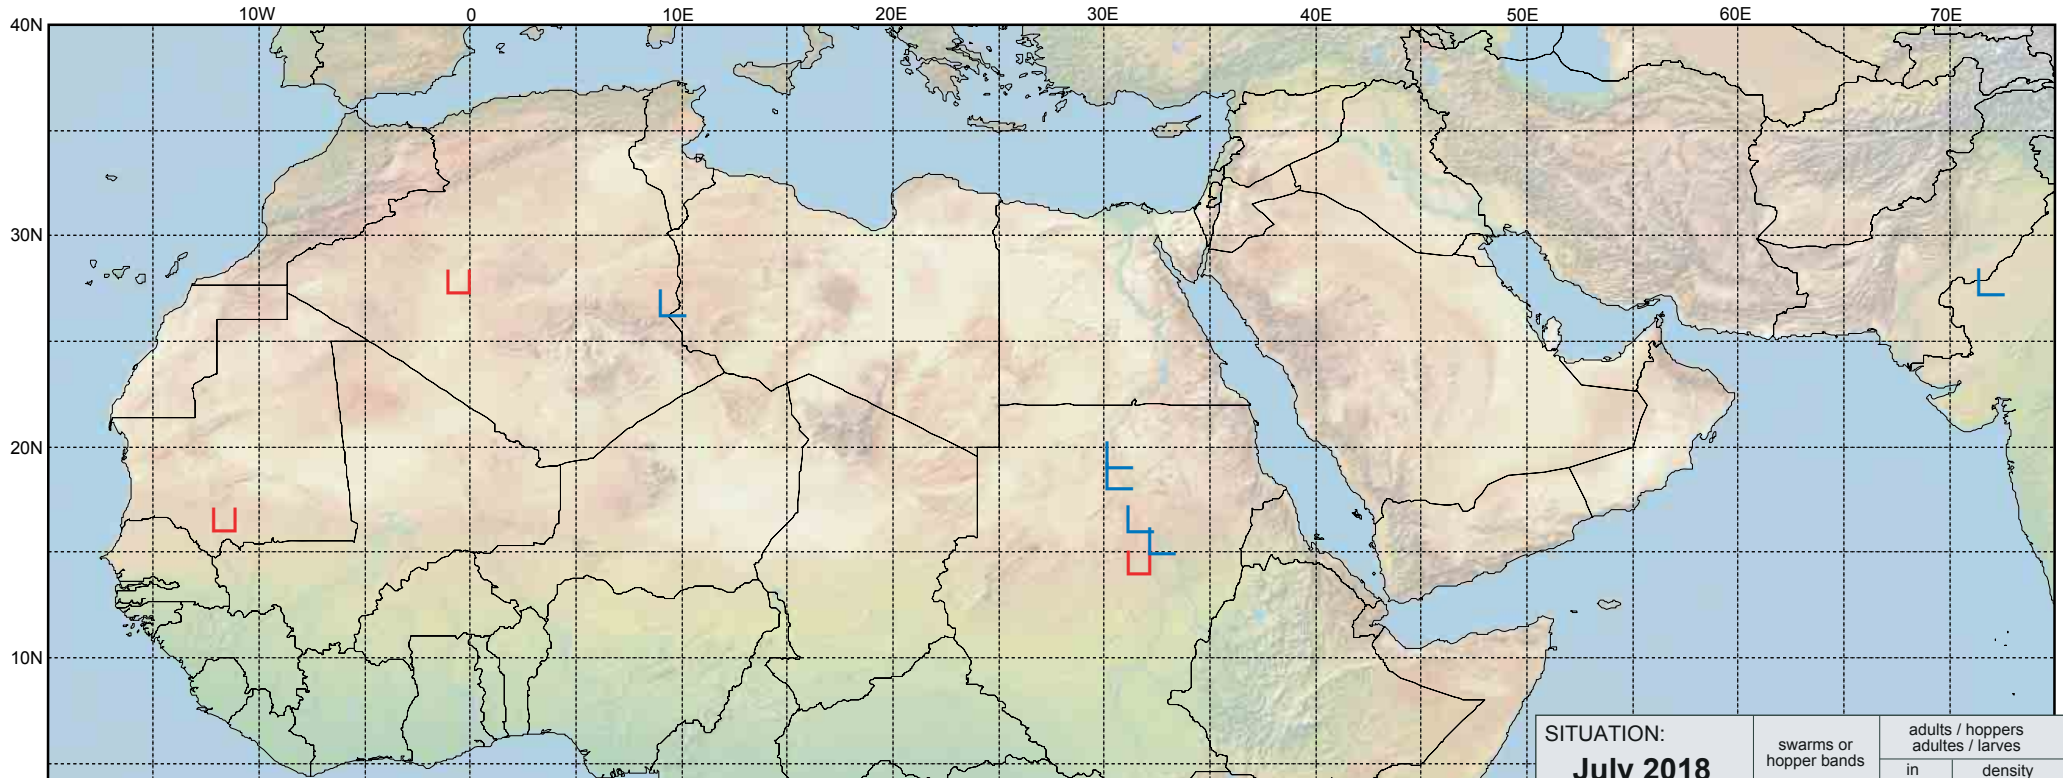 10W 0 10E 20E 30E 40E 50E 60E 70E
40N
30N
20N
10N
SITUATION:
July 2018
swarms or
hopper bands
adults / hoppers
adultes / larves
in density